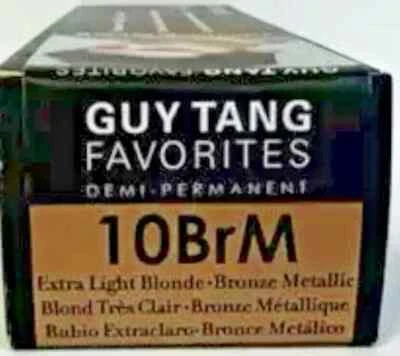 GUY TANG FAVORITES
GUY TANG
FAVORITES
DEMI-PERMANENT
10BrM
Extra Light Blonde•Bronze Metallic
Blond Très Clair•Bronze Métallique
Rubio Extraclaro•Bronce Metálico